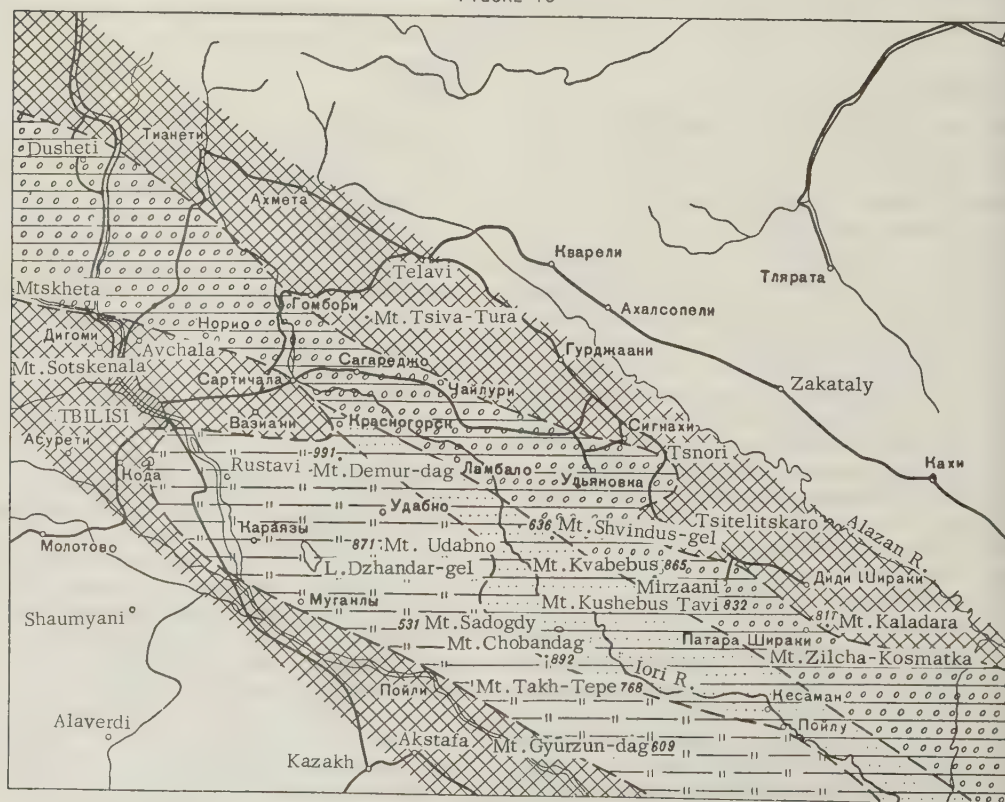 Dusheti
Тианети
Ахмета
Кварели
Telavi
Тлярата
Mtskheta
Гомбори
Mt. Tsiva-Tura
Ахалсопели
Дигоми
Норио
Avchala
Гурджаани
Mt. Sotskenala
Сагареджо
Сартичала
Чайлури
Zakataly
TBILISI
Вазиани
Красногорск
Сигнахи
Асурети
991
Tsnori
Кода
Rustavi
Mt. Demur-dag
Ламбало
Ульяновка
Кахи
Удабно
Tsitelitskaro
Alazan R.
Молотово
Караязы
636 Mt. Shvindus-gel
871 Mt. Udabno
Mt. Kvabebus 865
L. Dzhandar-gel
Mirzaani
Диди Шираки
Shaumyani
Муганлы
Mt. Kushebus Tavi 832
817 Mt. Kaladara
531 Mt. Sadogdy
Патара Шираки
Mt. Chobandag
Mt. Zilcha-Kosmatka
892
Iori R.
Пойли
Mt. Takh-Tepe 768
Кесаман
Alaverdi
Пойлу
Akstafa
Mt. Gyurzun-dag 609
Kazakh